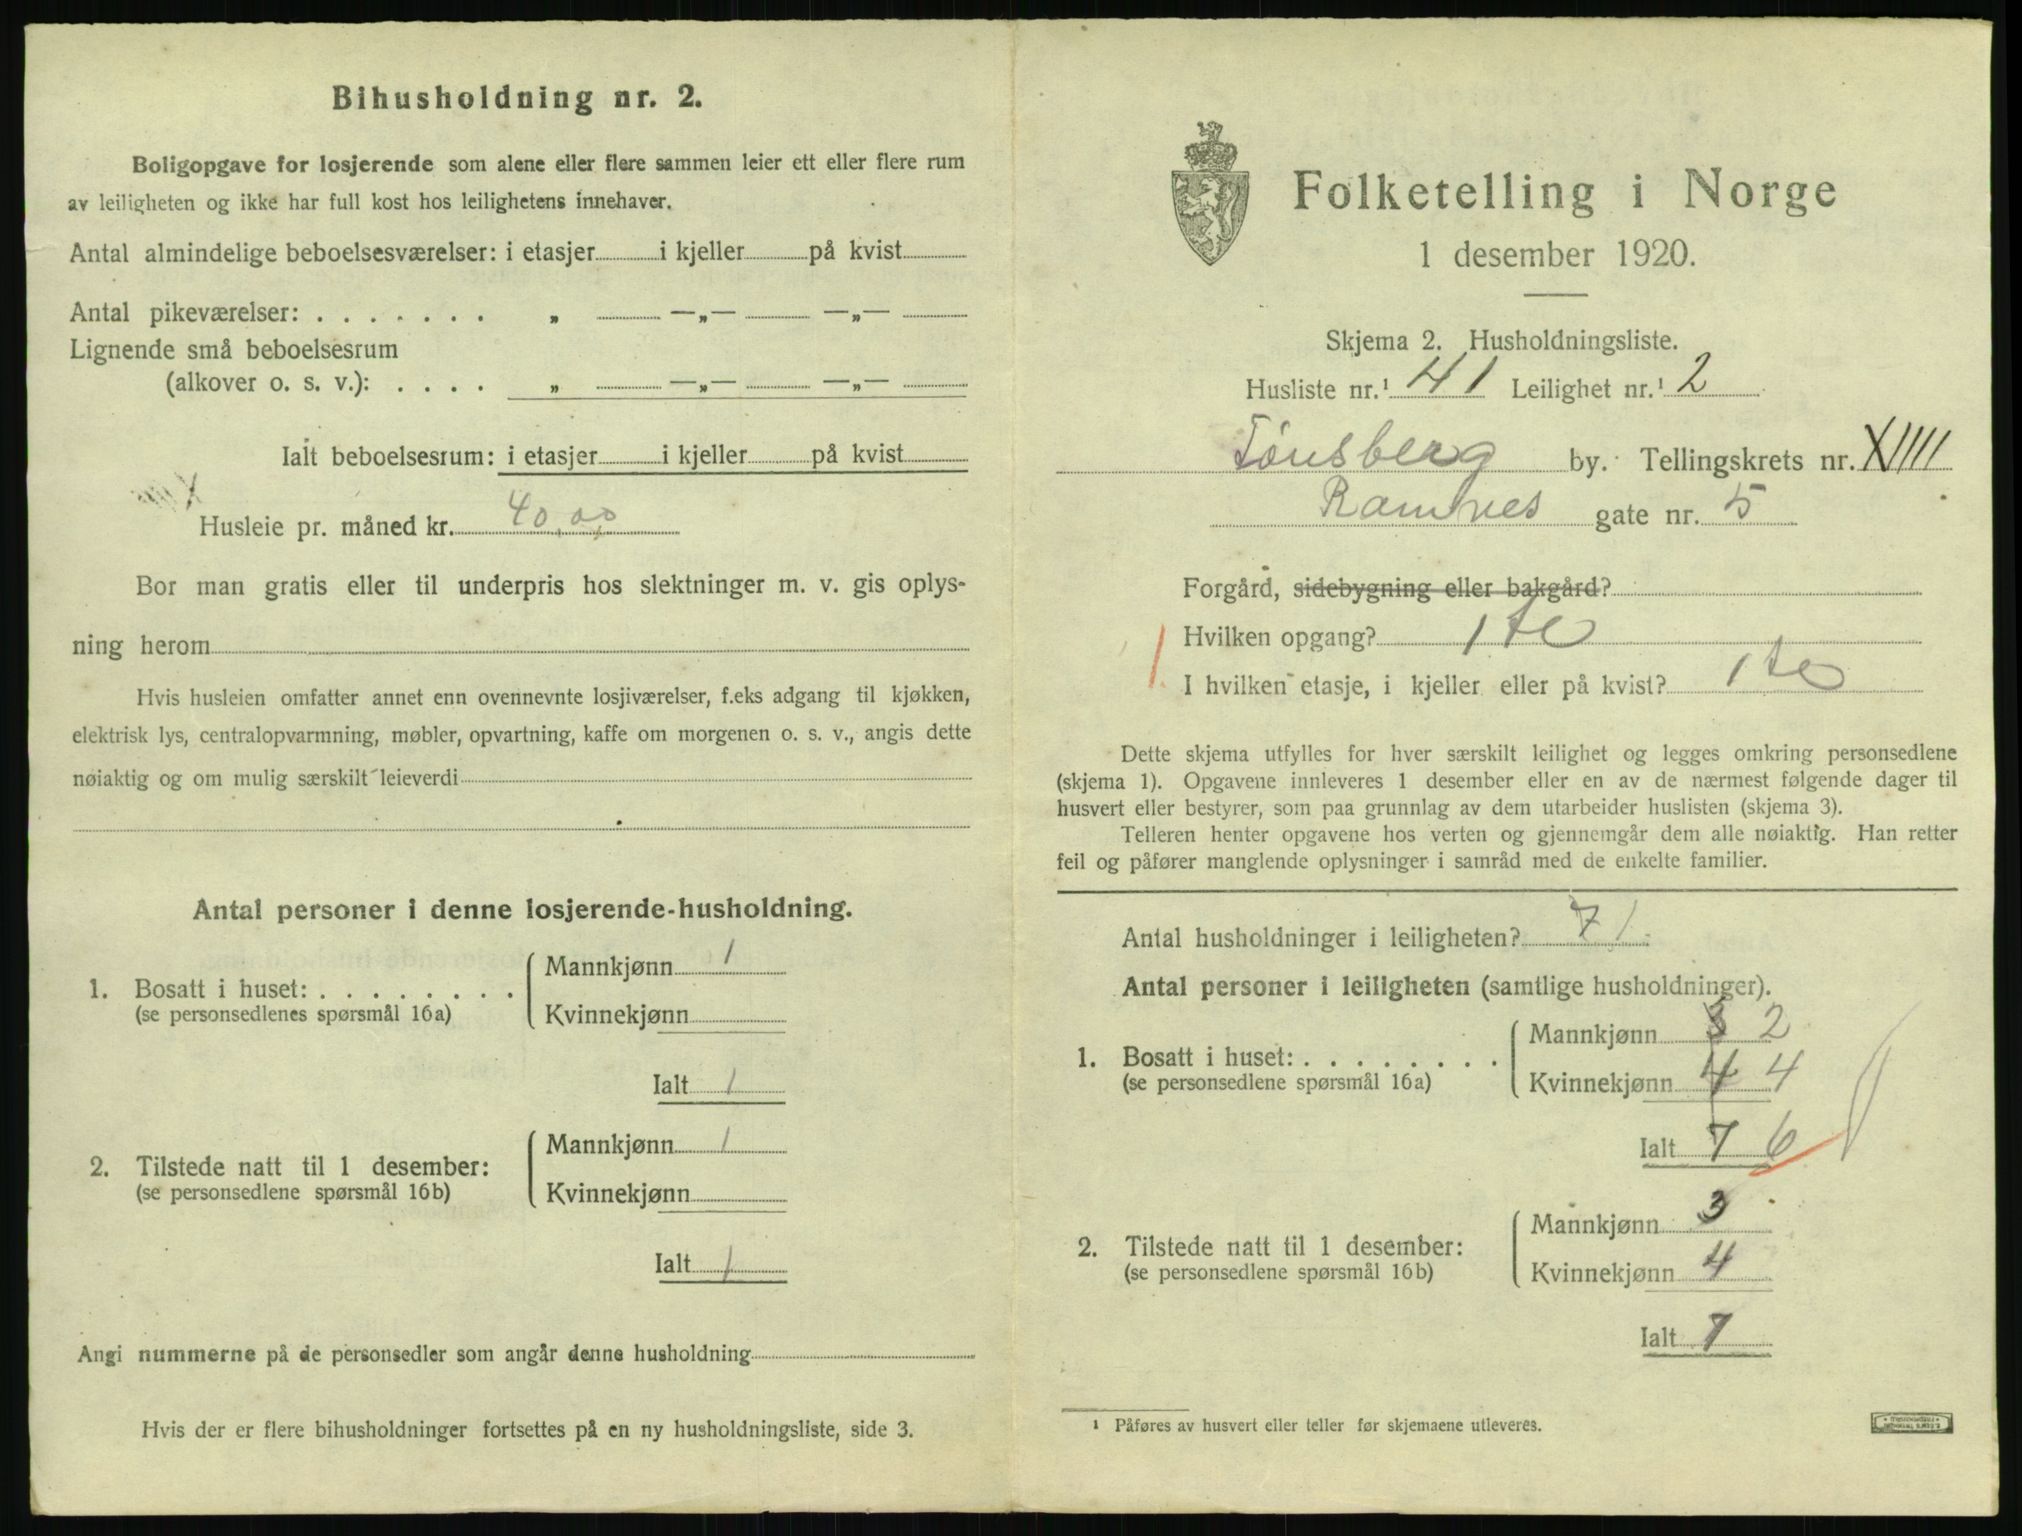 Bihusholdning nr. 2.
Boligopgave for losjerende som alene eller flere sammen leier ett eller flere rum
av leiligheten og ikke har full kost hos leilighetens innehaver.
Antal almindelige beboelsesværelser: i etasjer i kjeller på kvist
Antal pikeværelser: . . . . . . . „ —„— —„—
Lignende små beboelsesrum
(alkover o. s. v.): . . . . „ —„— —„—
Ialt beboelsesrum: i etasjer i kjeller på kvist
X
Husleie pr. måned kr. 40,00
Bor man gratis eller til underpris hos slektninger m. v. gis oplys-
ning herom
Hvis husleien omfatter annet enn ovennevnte losjiværelser, f.eks adgang til kjøkken,
elektrisk lys, centralopvarmning, møbler, opvartning, kaffe om morgenen o. s. v., angis dette
nøiaktig og om mulig særskilt leieverdi
Antal personer i denne losjerende-husholdning.
1. Bosatt i huset: . . . . . . . . Mannkjønn 1
(se personsedlenes spørsmål 16a) Kvinnekjønn
Ialt 1
2. Tilstede natt til 1 desember: Mannkjønn 1
(se personsedlene spørsmål 16b) Kvinnekjønn
Ialt 1
Angi nummerne på de personsedler som angår denne husholdning
Hvis der er flere bihusholdninger fortsettes på en ny husholdningsliste, side 3.
Folketelling i Norge
1 desember 1920.
Skjema 2. Husholdningsliste.
Husliste nr.¹ 41 Leilighet nr.¹ 2
Tønsberg by. Tellingskrets nr. XIIII
Ramnes gate nr. 5
Forgård, sidebygning eller bakgård?
Hvilken opgang? 1ste
I hvilken etasje, i kjeller eller på kvist? 1ste
Dette skjema utfylles for hver særskilt leilighet og legges omkring personsedlene
(skjema 1). Opgavene innleveres 1 desember eller en av de nærmest følgende dager til
husvert eller bestyrer, som paa grunnlag av dem utarbeider huslisten (skjema 3).
Telleren henter opgavene hos verten og gjennemgår dem alle nøiaktig. Han retter
feil og påfører manglende oplysninger i samråd med de enkelte familier.
Antal husholdninger i leiligheten? 7 1
Antal personer i leiligheten (samtlige husholdninger).
1. Bosatt i huset: . . . . . . . . Mannkjønn 3 2
(se personsedlene spørsmål 16a) Kvinnekjønn 4 4
Ialt 7 6
2. Tilstede natt til 1 desember: Mannkjønn 3
(se personsedlene spørsmål 16b) Kvinnekjønn 4
Ialt 7
¹ Påføres av husvert eller teller før skjemaene utleveres.